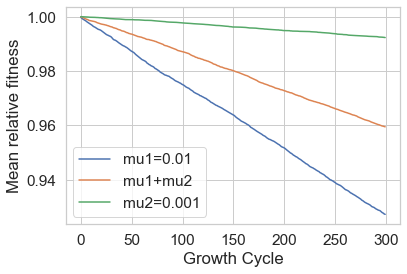 1.00
0.98
0.96
0.94
Mean relative fitness
mu1=0.01
mu1+mu2
mu2=0.001
0 50 100 150 200 250 300
Growth Cycle